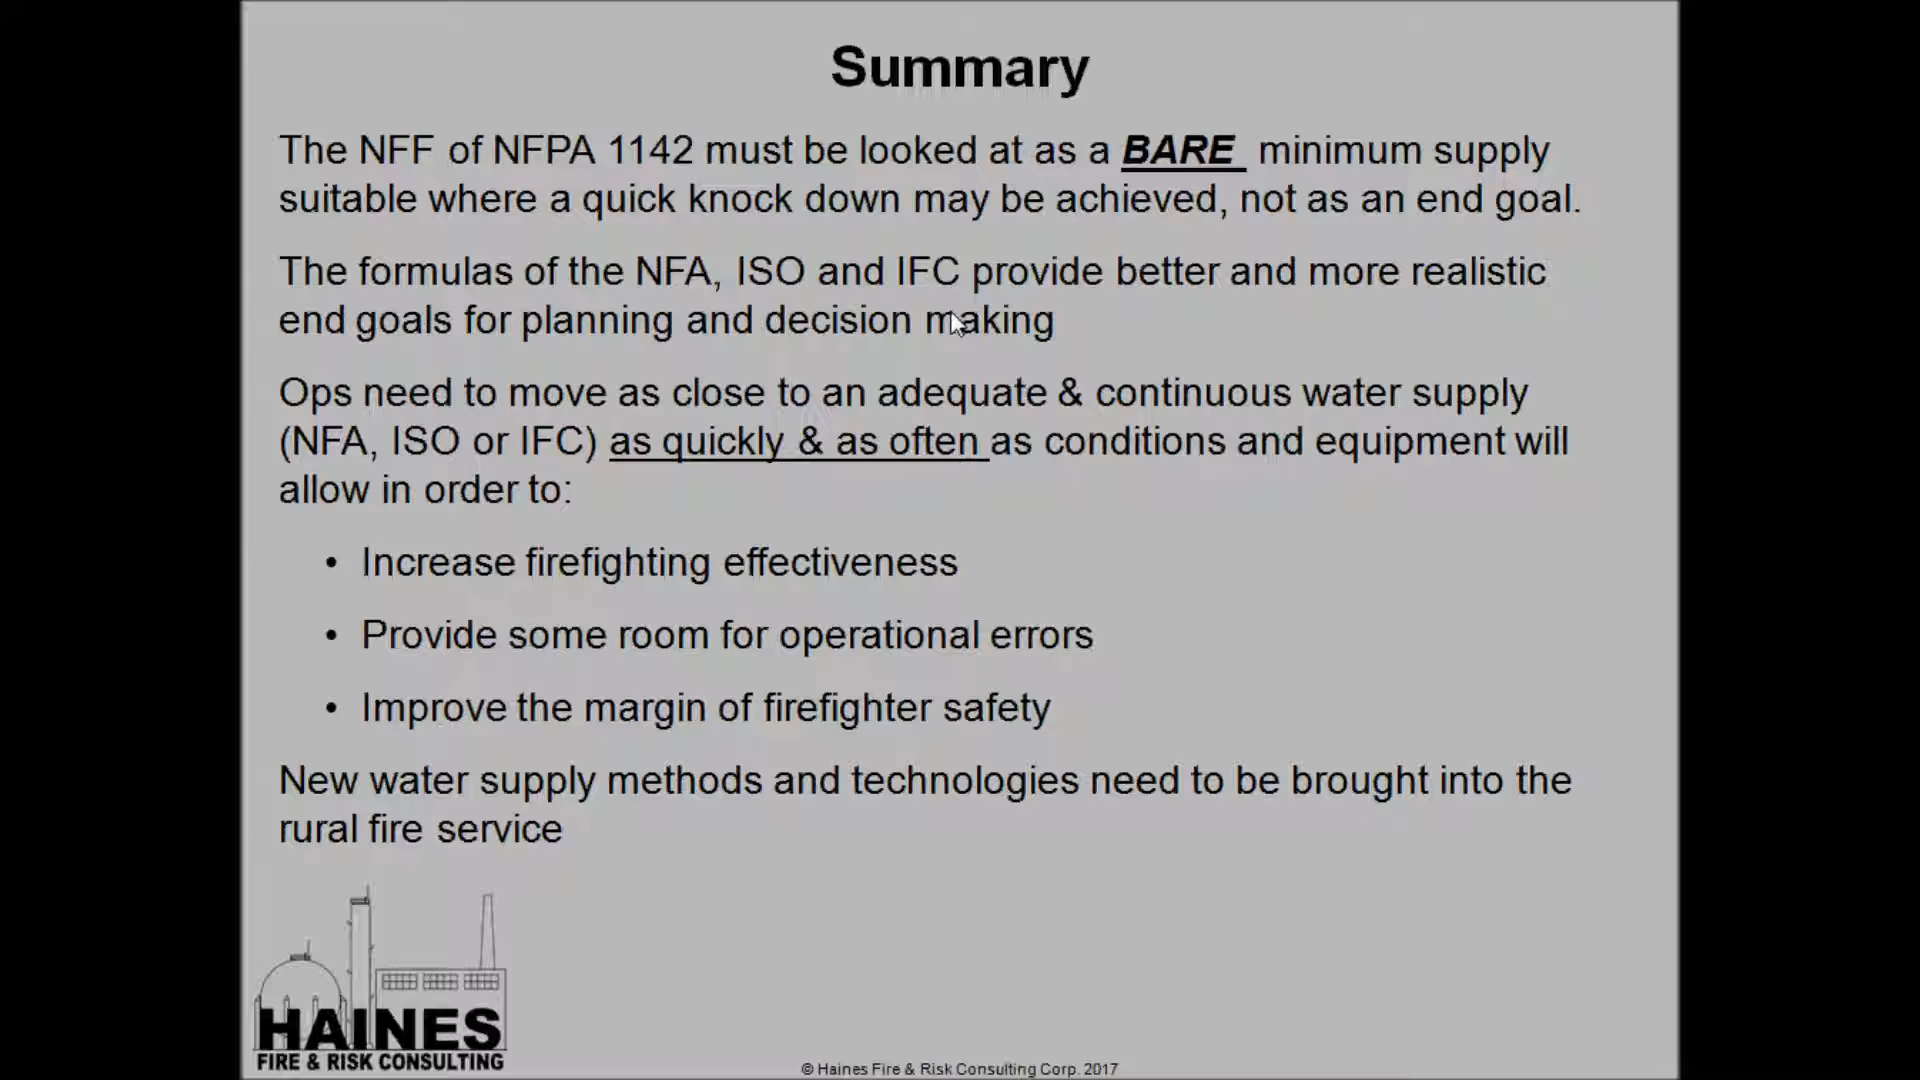 Summary
The NFF of NFPA 1142 must be looked at as a BARE minimum supply
suitable where a quick knock down may be achieved, not as an end goal.
The formulas of the NFA, ISO and IFC provide better and more realistic
end goals for planning and decision making
Ops need to move as close to an adequate & continuous water supply
(NFA, ISO or IFC) as quickly & as often as conditions and equipment will
allow in order to:
• Increase firefighting effectiveness
• Provide some room for operational errors
• Improve the margin of firefighter safety
New water supply methods and technologies need to be brought into the
rural fire service
HAINES
FIRE & RISK CONSULTING
© Haines Fire & Risk Consulting Corp. 2017